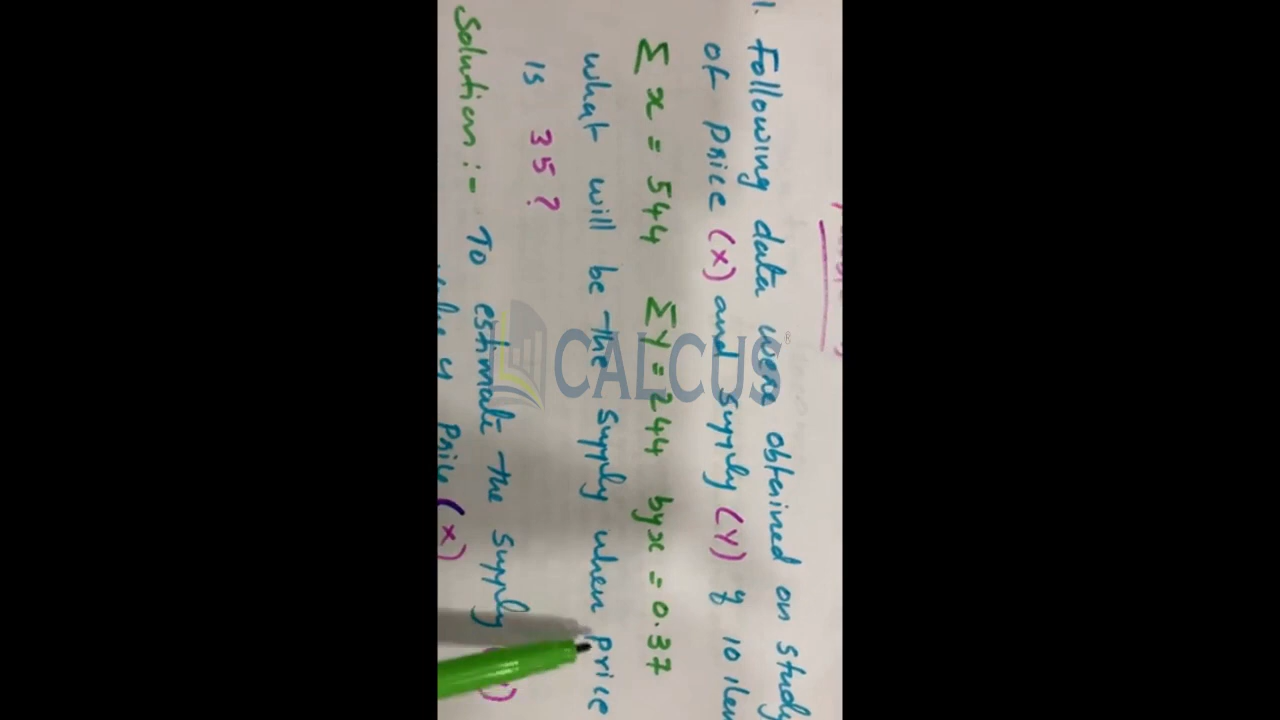 1. Following data were obtained on study
of Price (X) and supply (Y) of 10 item
Σx = 544 ΣY = 244 byx = 0.37
what will be the supply when price
is 35?
Solution:- To estimate the supply
Price (X)
CALCUS